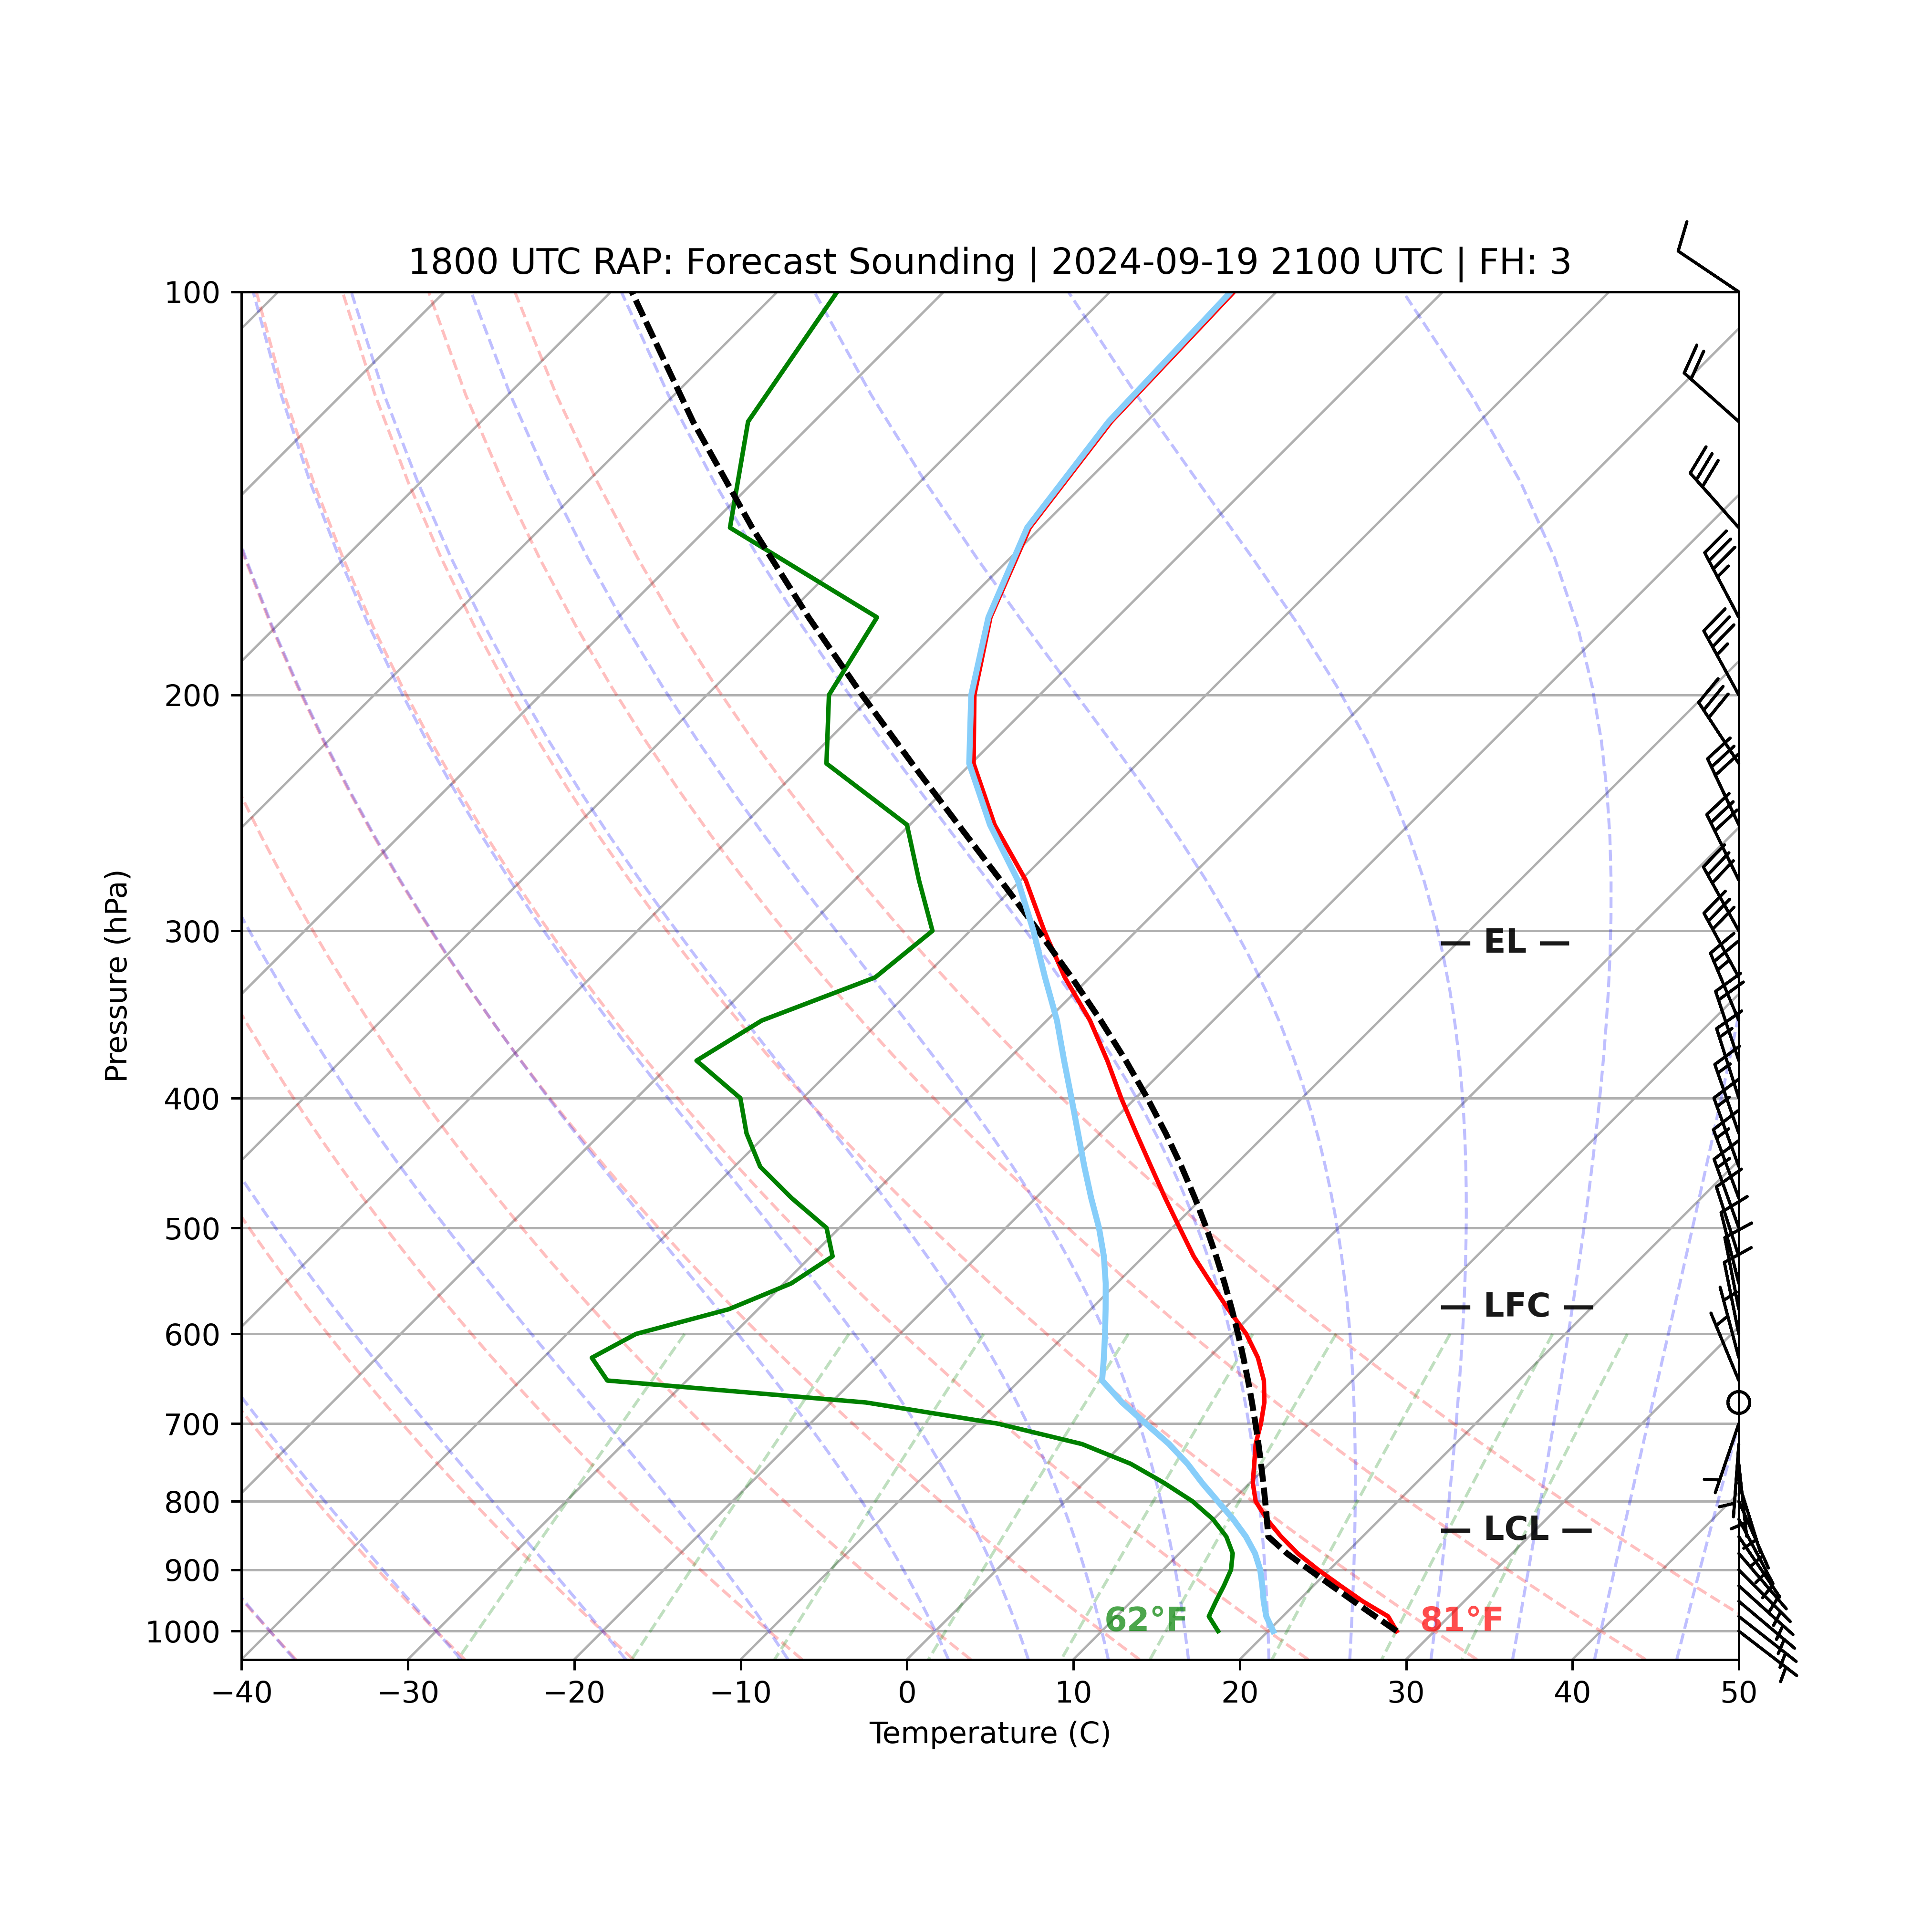 1800 UTC RAP: Forecast Sounding | 2024-09-19 2100 UTC | FH: 3
100
200
300
400
500
600
700
800
900
1000
Pressure (hPa)
— EL —
— LFC —
— LCL —
62°F
81°F
−40 −30 −20 −10 0 10 20 30 40 50
Temperature (C)